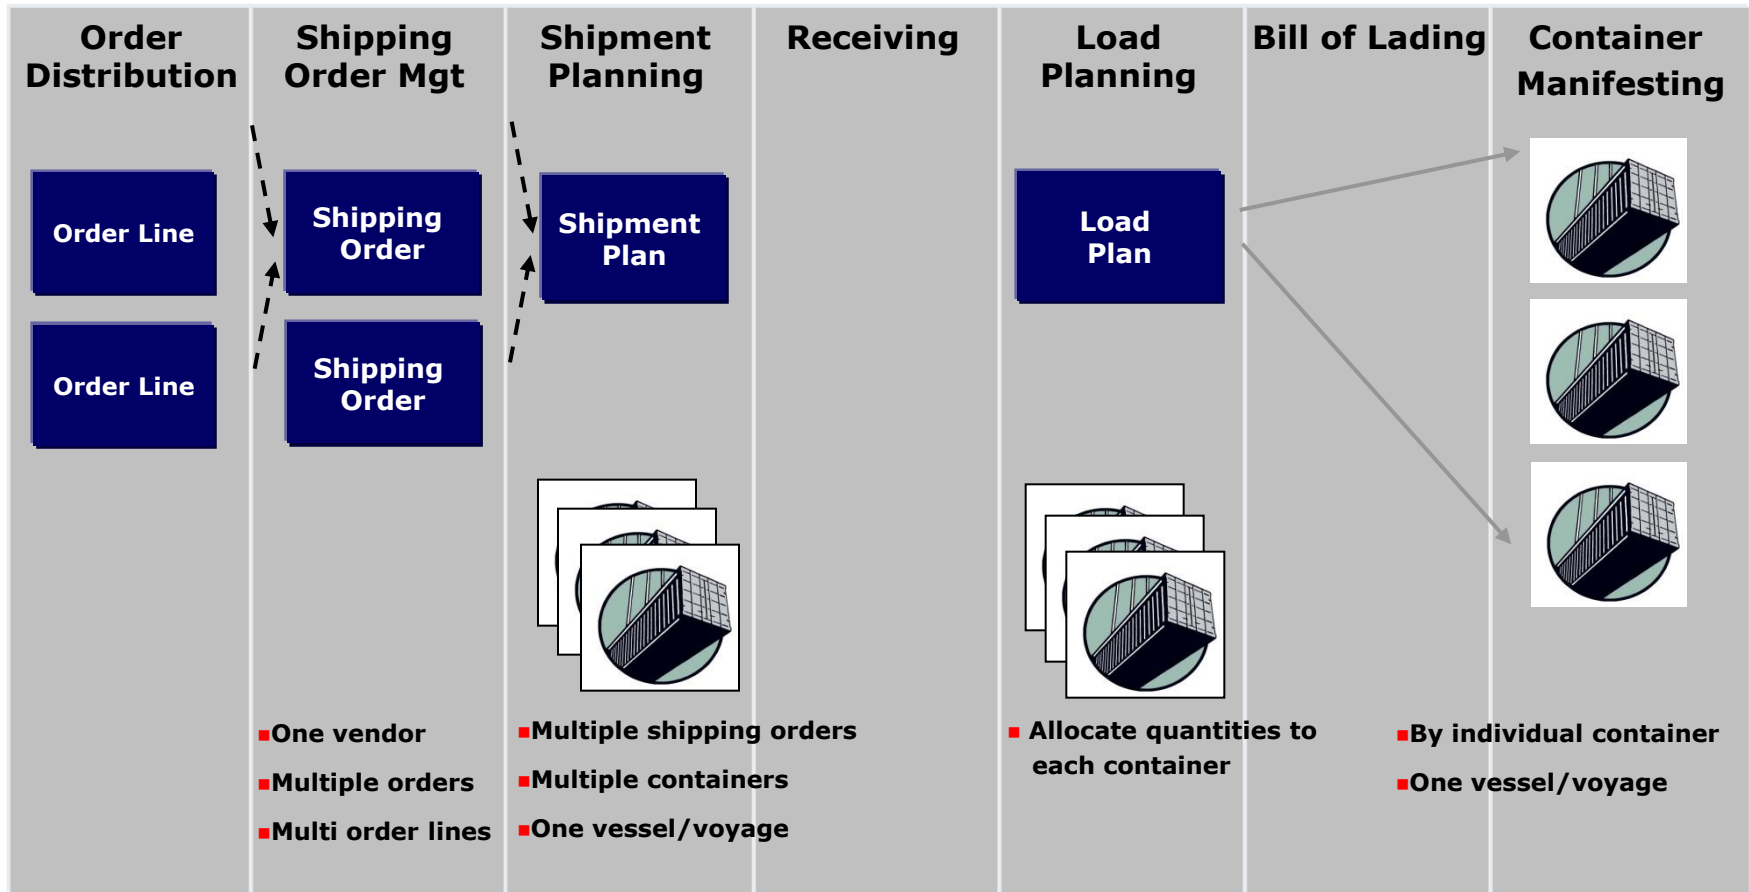 Order
Distribution
Shipping
Order Mgt
Shipment
Planning
Receiving
Load
Planning
Bill of Lading
Container
Manifesting
Order Line
Order Line
Shipping
Order
Shipping
Order
Shipment
Plan
Load
Plan
One vendor
Multiple orders
Multi order lines
Multiple shipping orders
Multiple containers
One vessel/voyage
Allocate quantities to
each container
By individual container
One vessel/voyage